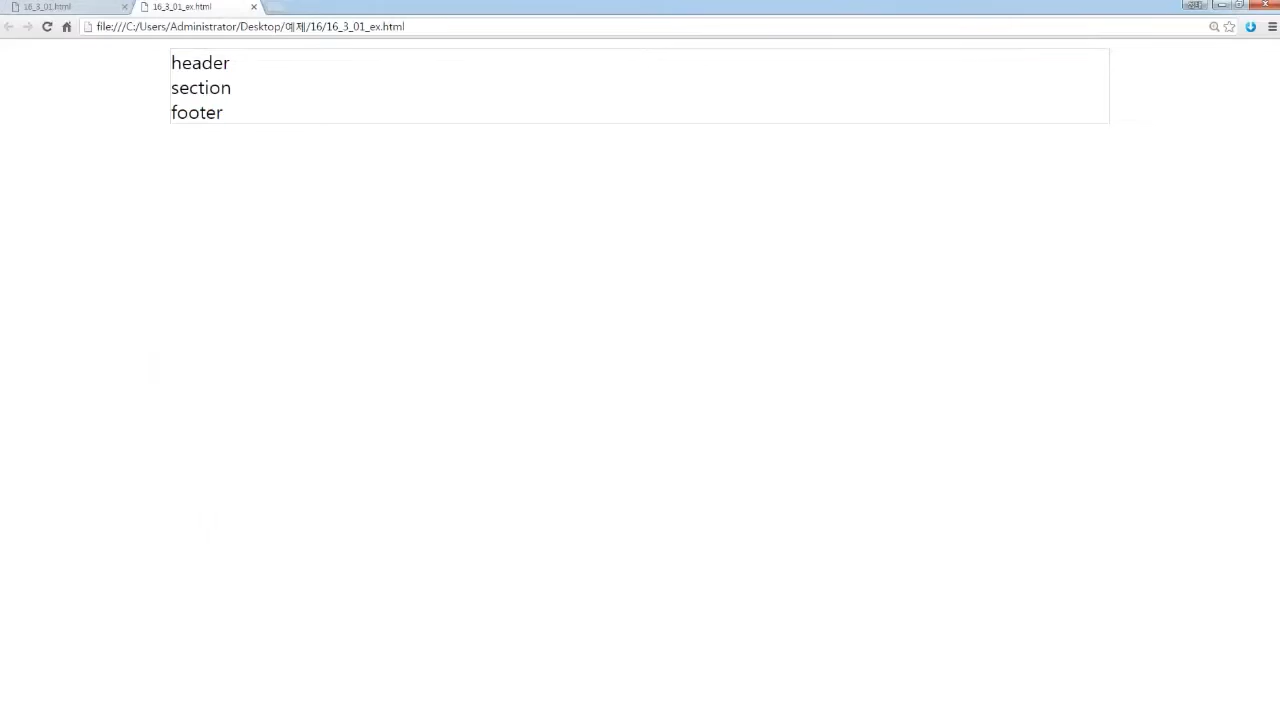 16_3_01.html
16_3_01_ex.html
file:///C:/Users/Administrator/Desktop/예제/16/16_3_01_ex.html
header
section
footer